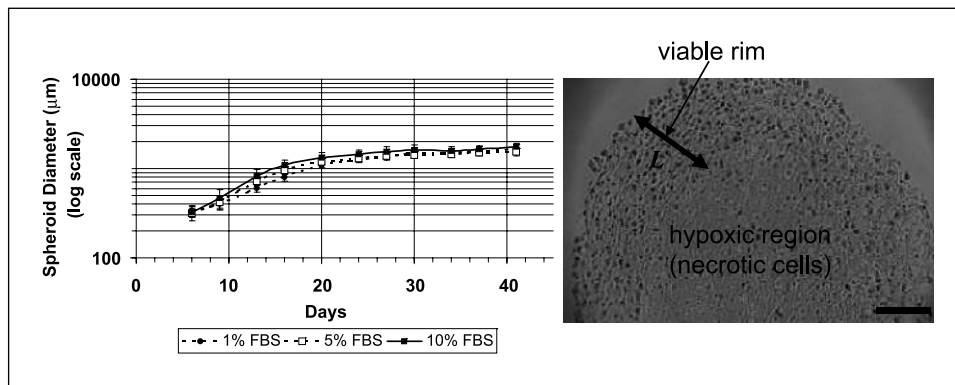 Spheroid Diameter (μm)
(log scale)
10000
1000
100
0
10
20
30
40
Days
1% FBS
5% FBS
10% FBS
viable rim
L
hypoxic region
(necrotic cells)